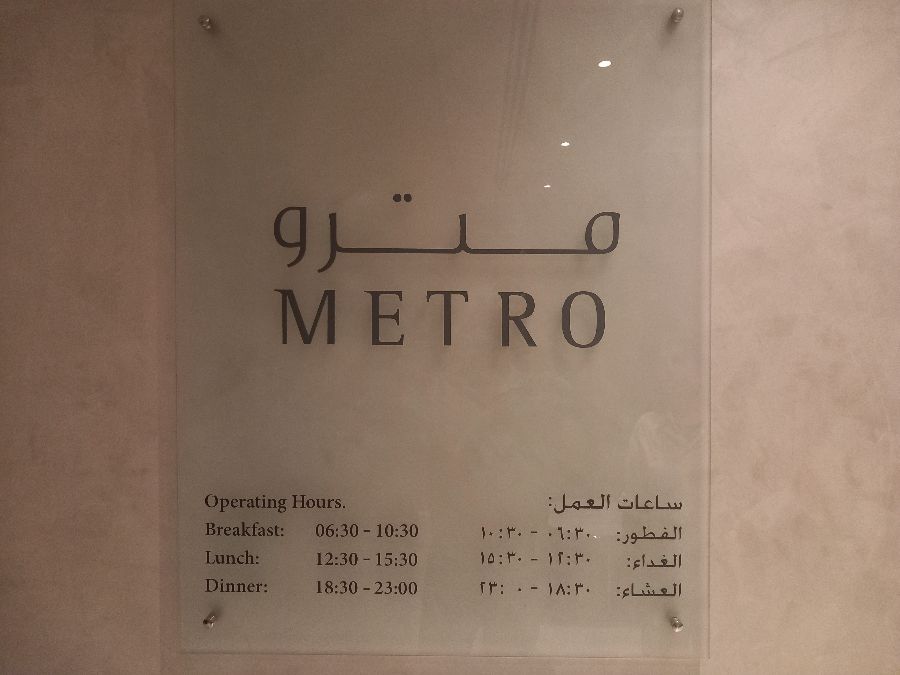 مترو
METRO
Operating Hours.
Breakfast: 06:30 - 10:30
Lunch: 12:30 - 15:30
Dinner: 18:30 - 23:00
ساعات العمل:
الفطور: ٠٦:٣٠ - ١٠:٣٠
الغداء: ١٢:٣٠ - ١٥:٣٠
العشاء: ١٨:٣٠ - ٢٣: ٠